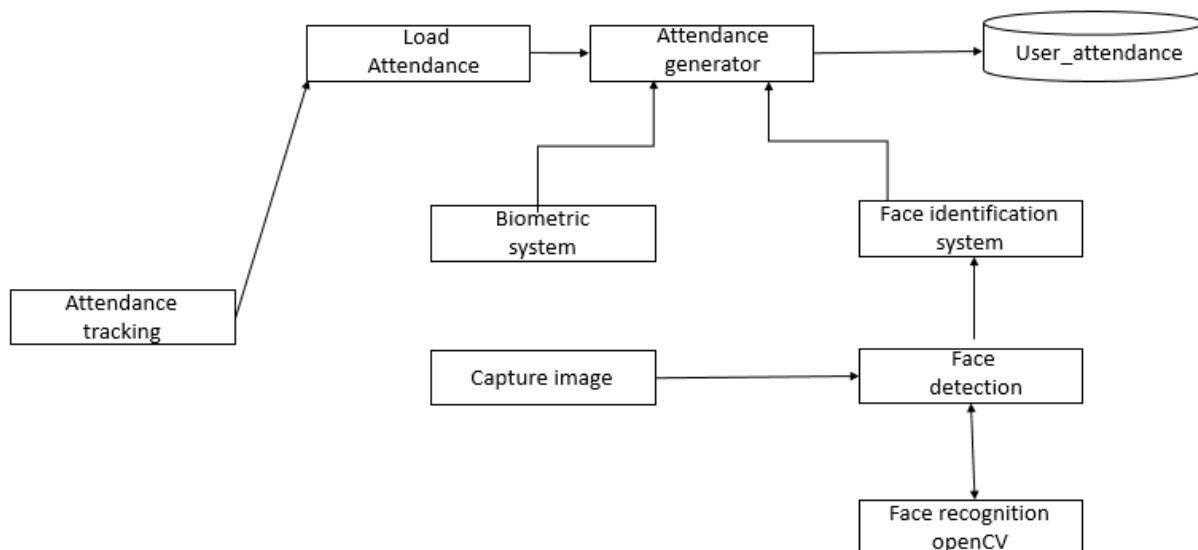 Load
Attendance
Attendance
generator
User_attendance
Biometric
system
Face identification
system
Attendance
tracking
Capture image
Face
detection
Face recognition
openCV